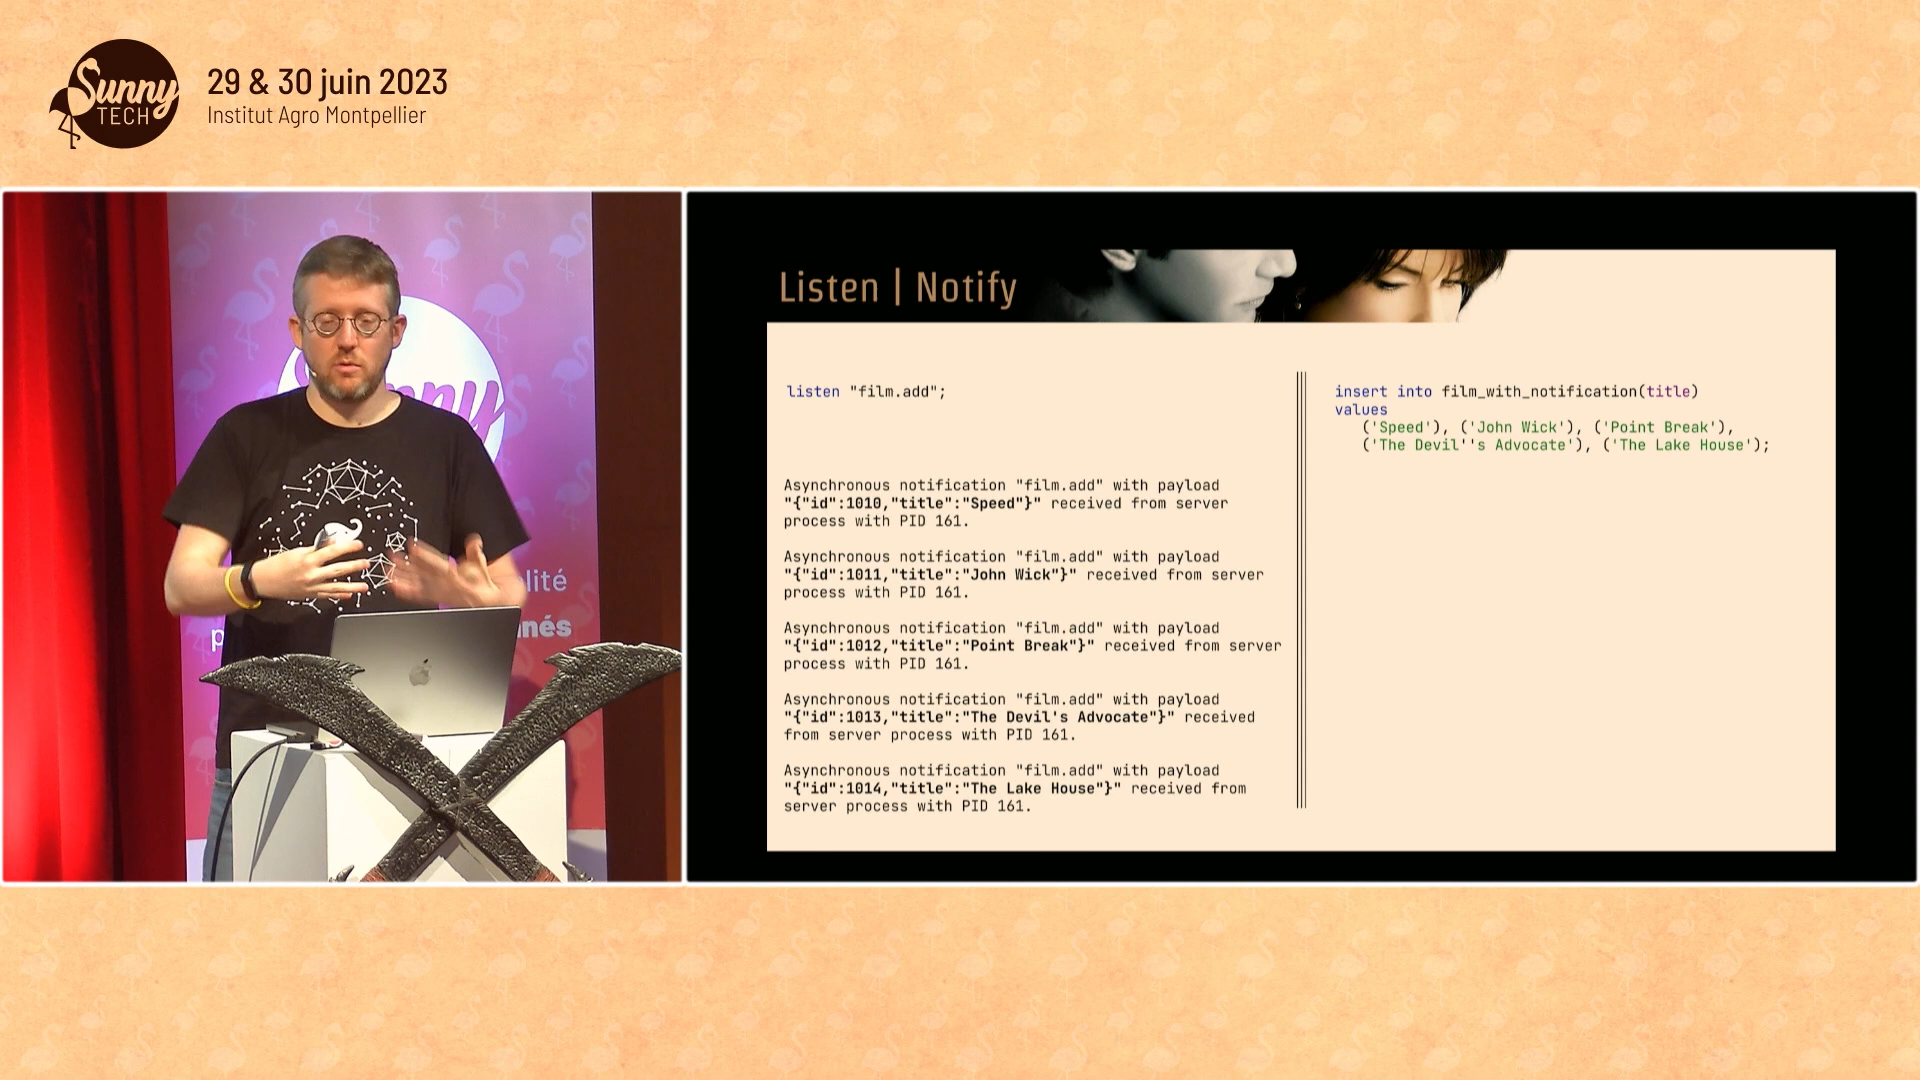 Sunny
TECH
29 & 30 juin 2023
Institut Agro Montpellier
lité
p
nés
Listen | Notify
listen "film.add";
Asynchronous notification "film.add" with payload
"{"id":1010,"title":"Speed"}" received from server
process with PID 161.
Asynchronous notification "film.add" with payload
"{"id":1011,"title":"John Wick"}" received from server
process with PID 161.
Asynchronous notification "film.add" with payload
"{"id":1012,"title":"Point Break"}" received from server
process with PID 161.
Asynchronous notification "film.add" with payload
"{"id":1013,"title":"The Devil's Advocate"}" received
from server process with PID 161.
Asynchronous notification "film.add" with payload
"{"id":1014,"title":"The Lake House"}" received from
server process with PID 161.
insert into film_with_notification(title)
values
('Speed'), ('John Wick'), ('Point Break'),
('The Devil''s Advocate'), ('The Lake House');